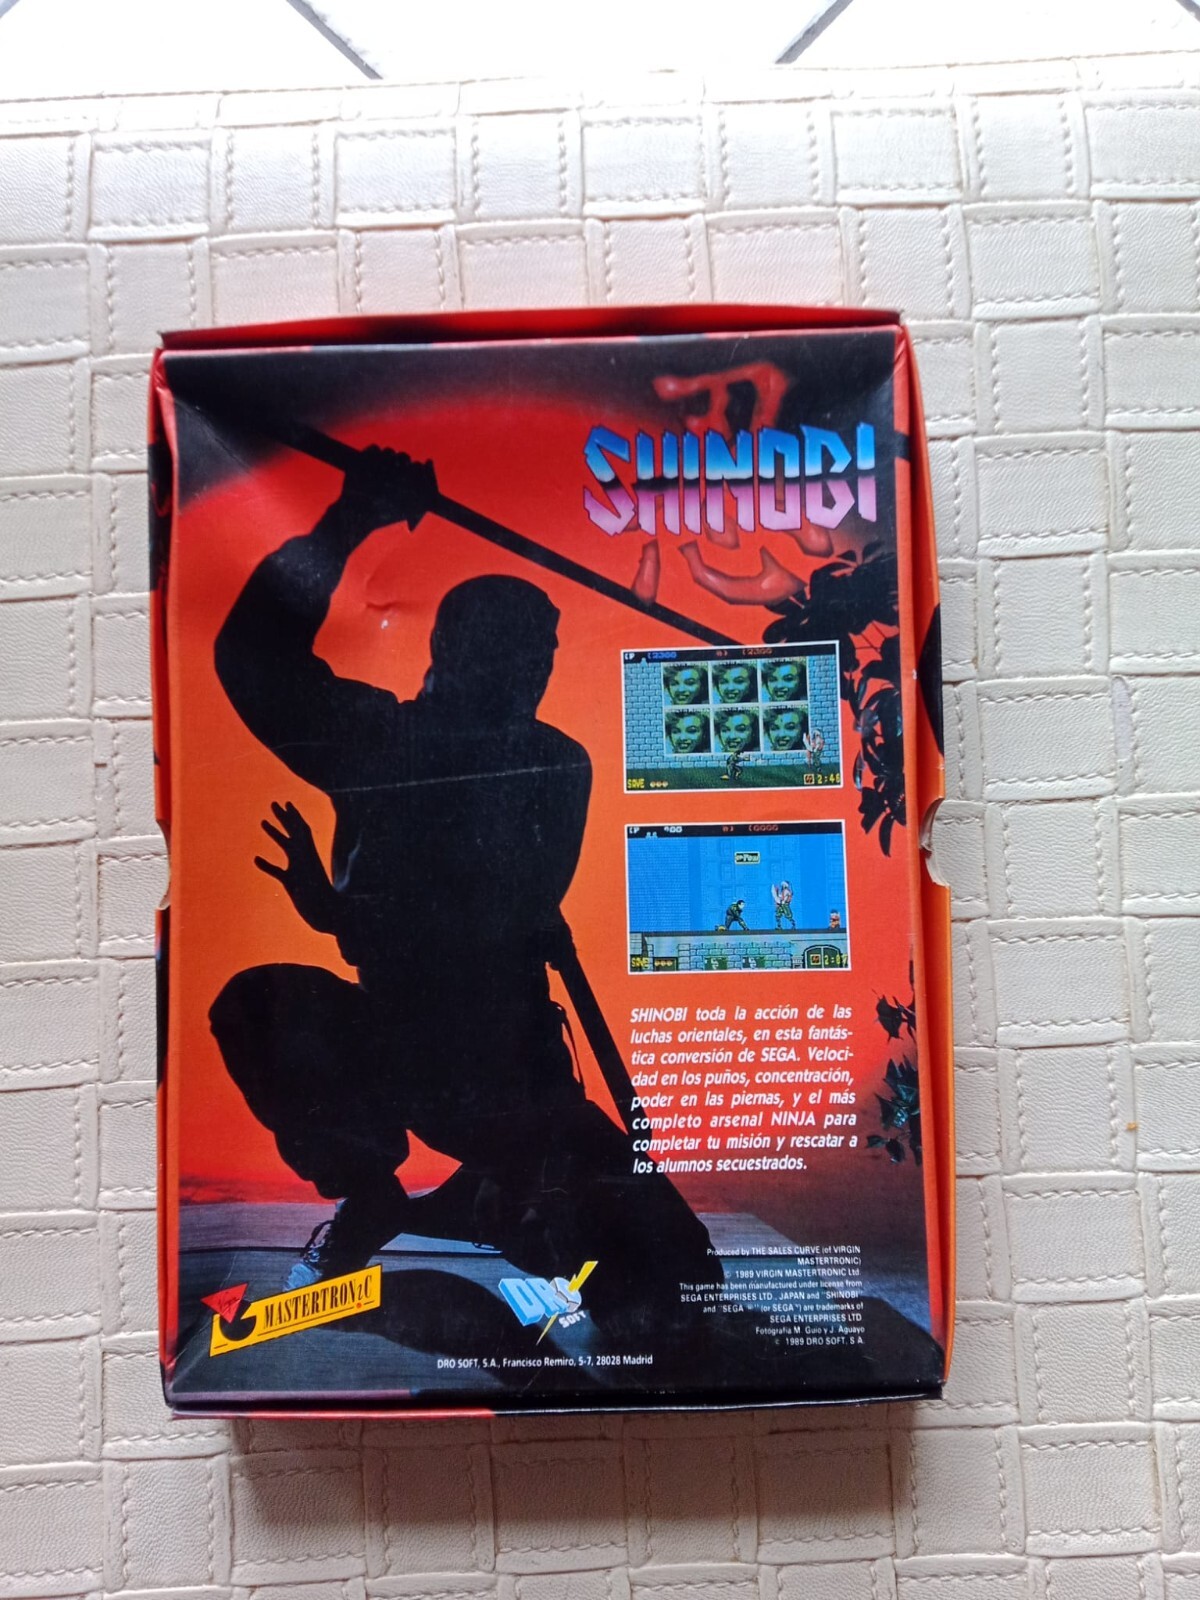 忍
SHINOBI
SHINOBI toda la acción de las
luchas orientales, en esta fantás-
tica conversión de SEGA. Veloci-
dad en los puños, concentración,
poder en las piernas, y el más
completo arsenal NINJA para
completar tu misión y rescatar a
los alumnos secuestrados.
Produced by THE SALES CURVE (of VIRGIN
MASTERTRONIC)
© 1989 VIRGIN MASTERTRONIC Ltd
This game has been manufactured under license from
SEGA ENTERPRISES LTD., JAPAN and "SHINOBI"
and "SEGA ®" (or SEGA ™) are trademarks of
SEGA ENTERPRISES LTD
Fotografia M. Guio y J. Aguayo
© 1989 DRO SOFT, S.A.
Virgin
MASTERTRONIC
DRO
SOFT
DRO SOFT, S.A., Francisco Remiro, 5-7, 28028 Madrid